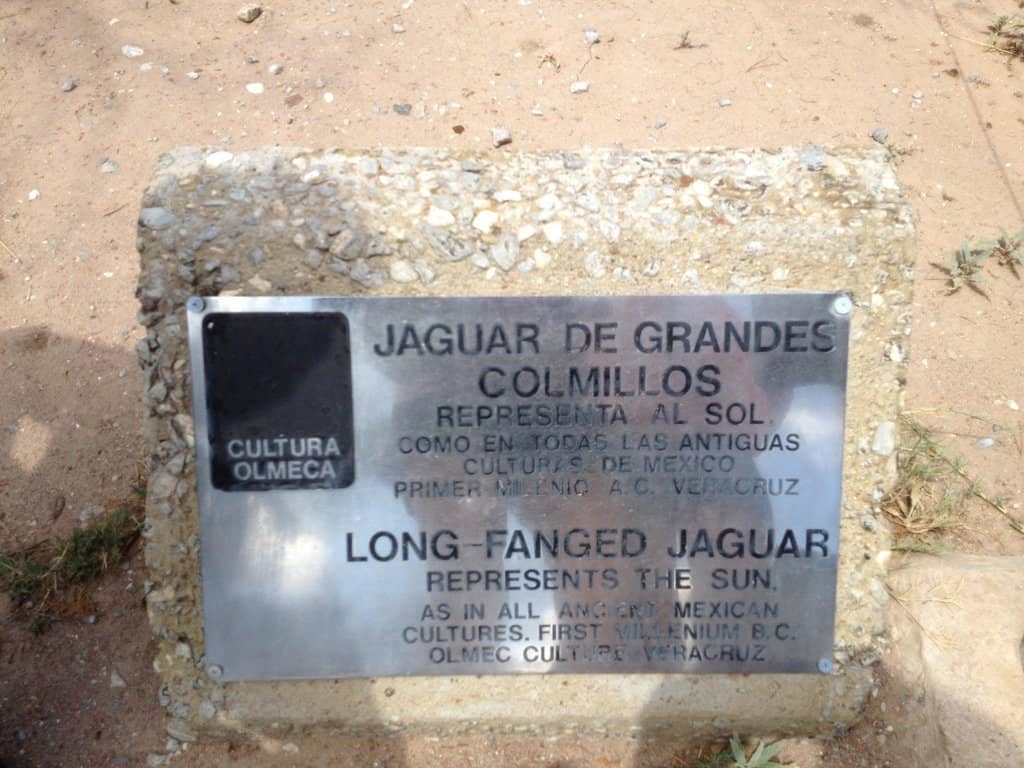 CULTURA
OLMECA
JAGUAR DE GRANDES
COLMILLOS
REPRESENTA AL SOL.
COMO EN TODAS LAS ANTIGUAS
CULTURAS DE MEXICO
PRIMER MILENIO A.C. VERACRUZ
LONG-FANGED JAGUAR
REPRESENTS THE SUN.
AS IN ALL ANCIENT MEXICAN
CULTURES. FIRST MILLENIUM B.C.
OLMEC CULTURE VERACRUZ